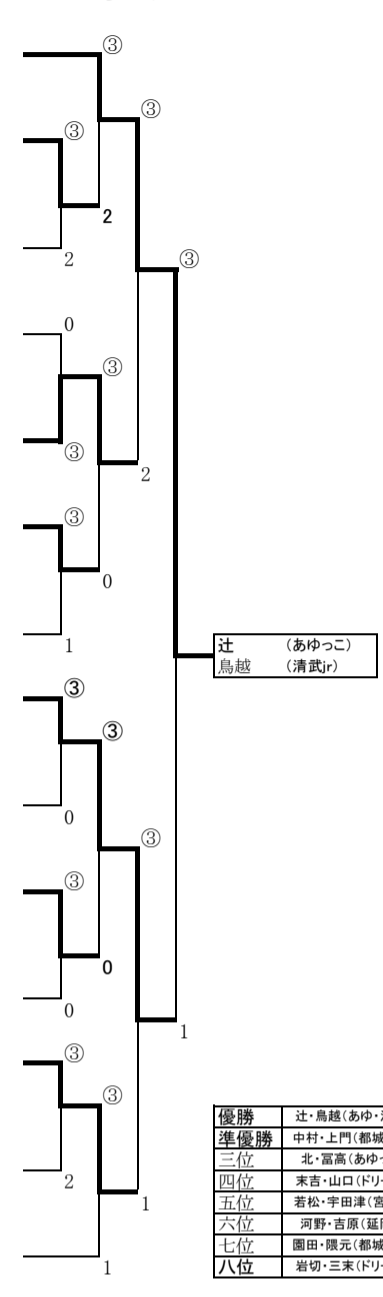 ③
③
③
2
2
③
0
③
③
2
③
0
1
辻 (あゆっこ)
鳥越 (清武jr)
③
③
0
③
③
0
0
1
③
③
2
1
1
優勝 辻・鳥越(あゆ・
準優勝 中村・上門(都城
三位 北・冨高(あゆ
四位 末吉・山口(ドリ
五位 若松・宇田津(宮
六位 河野・吉原(延
七位 園田・隈元(都城
八位 岩切・三末(ドリ